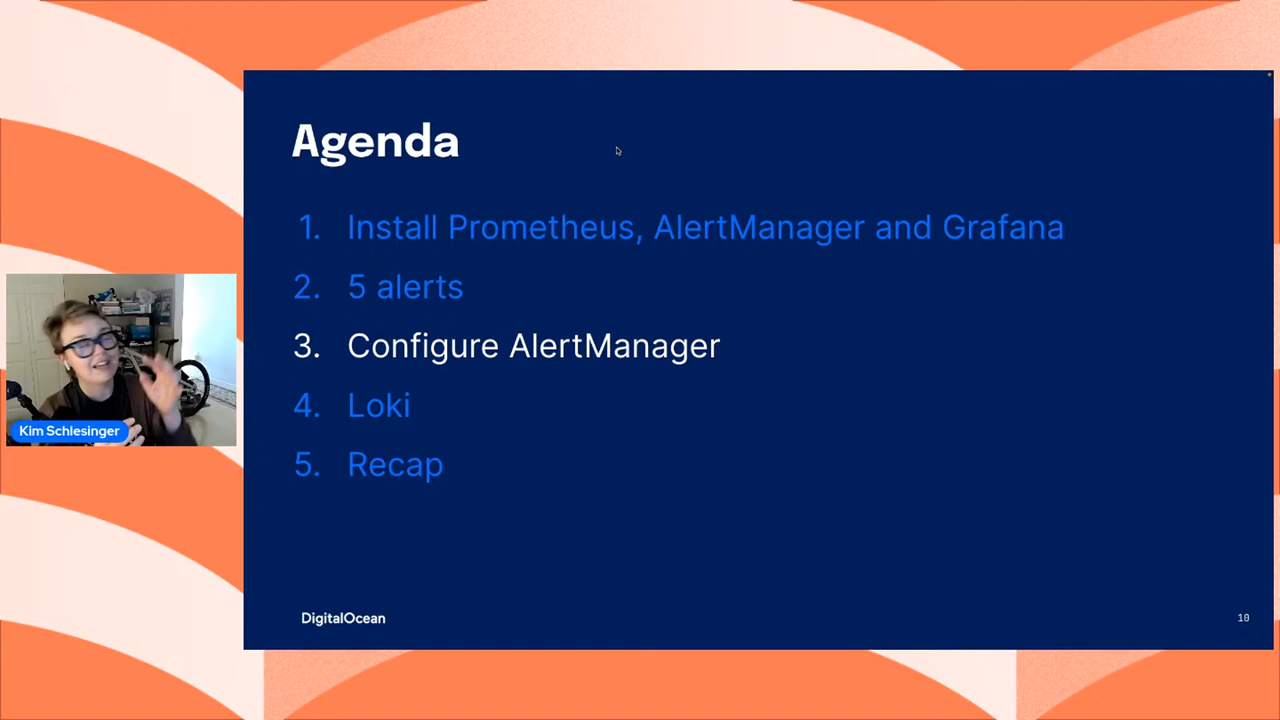 Agenda
1. Install Prometheus, AlertManager and Grafana
2. 5 alerts
3. Configure AlertManager
4. Loki
5. Recap
Kim Schlesinger
DigitalOcean
10